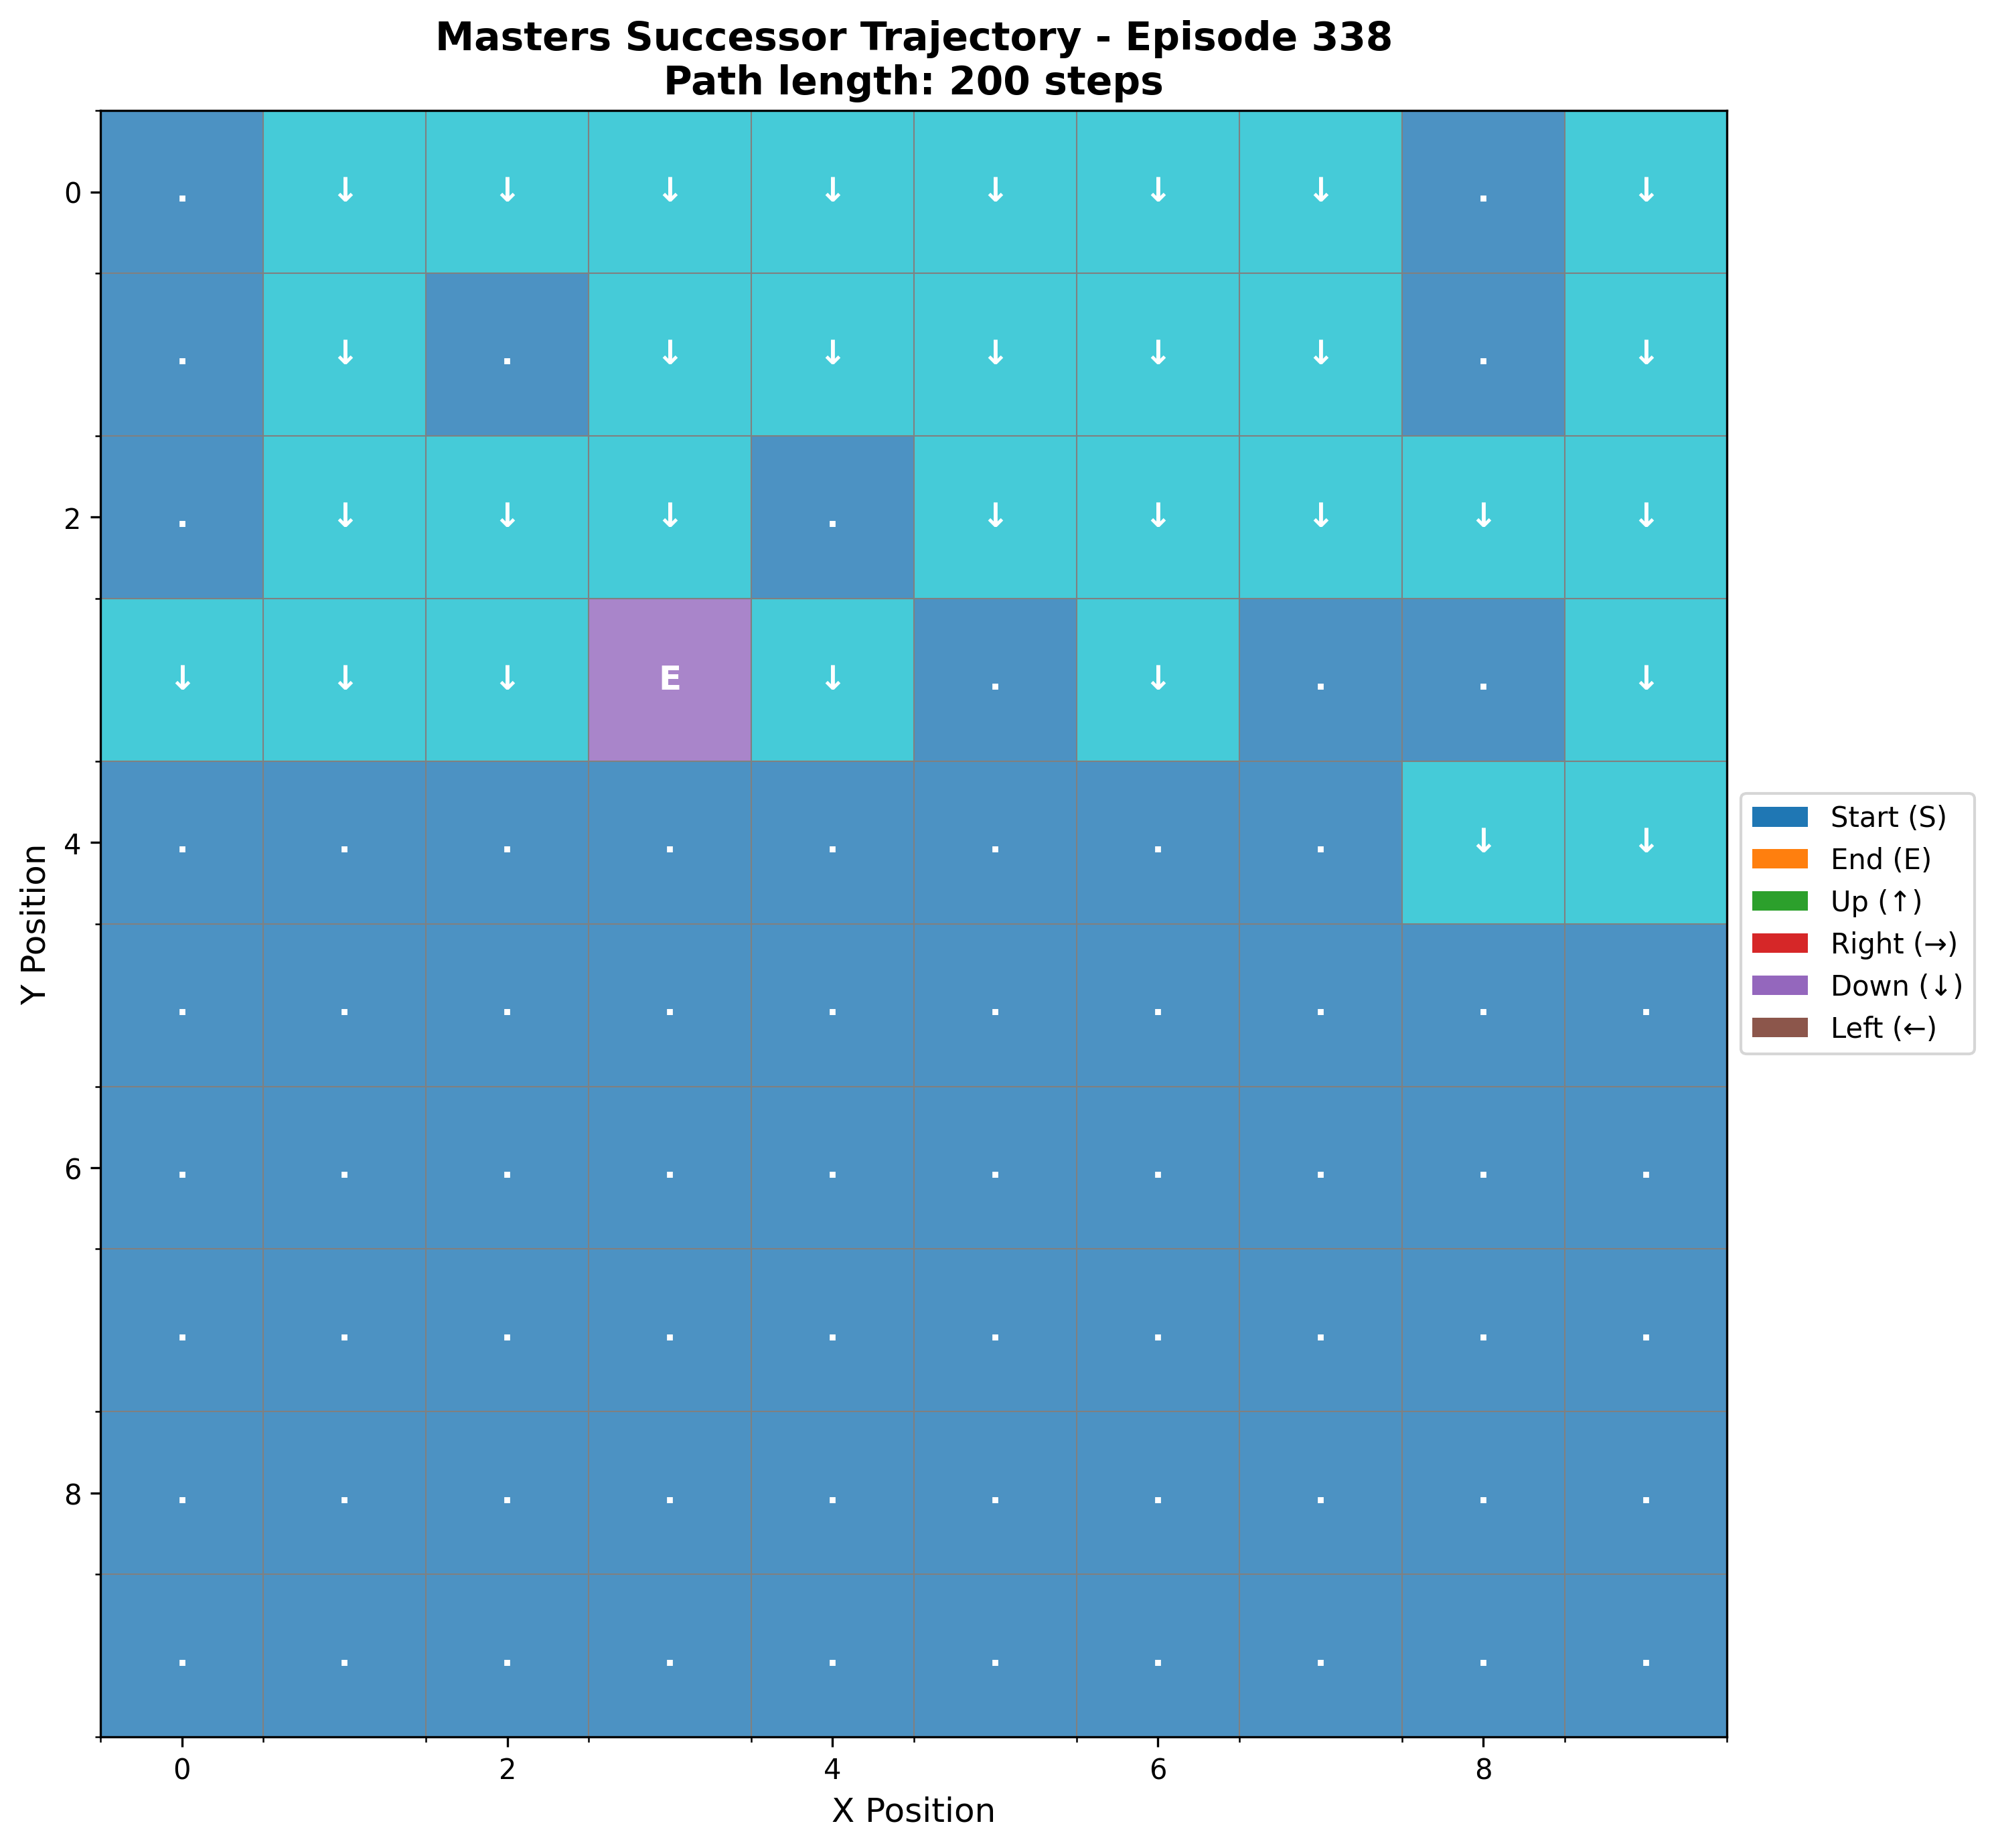 Masters Successor Trajectory - Episode 338
Path length: 200 steps
0 . ↓ ↓ ↓ ↓ ↓ ↓ ↓ . ↓
. ↓ . ↓ ↓ ↓ ↓ ↓ . ↓
2 . ↓ ↓ ↓ . ↓ ↓ ↓ ↓ ↓
↓ ↓ ↓ E ↓ . ↓ . . ↓
4 . . . . . . . . ↓ ↓
. . . . . . . . . .
6 . . . . . . . . . .
. . . . . . . . . .
8 . . . . . . . . . .
. . . . . . . . . .
0 2 4 6 8
X Position
Y Position
Start (S)
End (E)
Up (↑)
Right (→)
Down (↓)
Left (←)